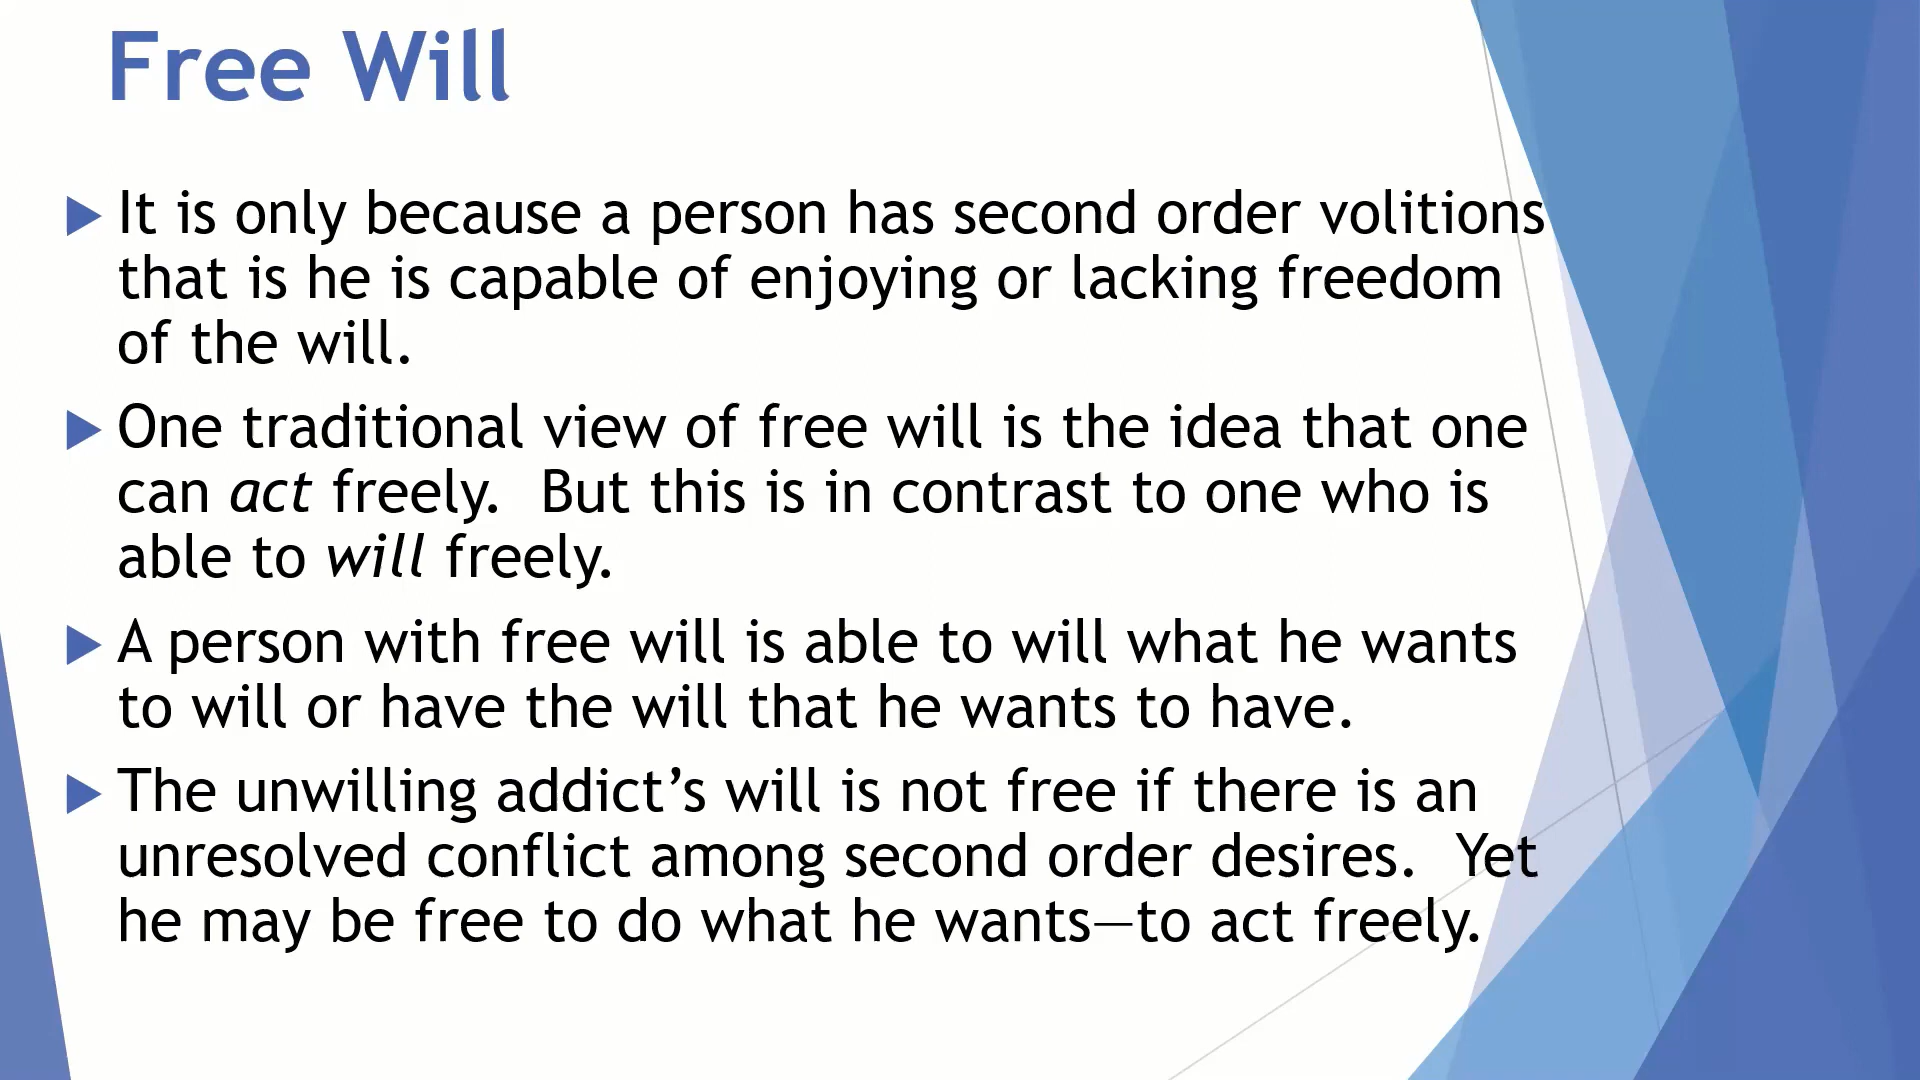 Free Will
It is only because a person has second order volitions
that is he is capable of enjoying or lacking freedom
of the will.
One traditional view of free will is the idea that one
can act freely.  But this is in contrast to one who is
able to will freely.
A person with free will is able to will what he wants
to will or have the will that he wants to have.
The unwilling addict’s will is not free if there is an
unresolved conflict among second order desires.  Yet
he may be free to do what he wants—to act freely.